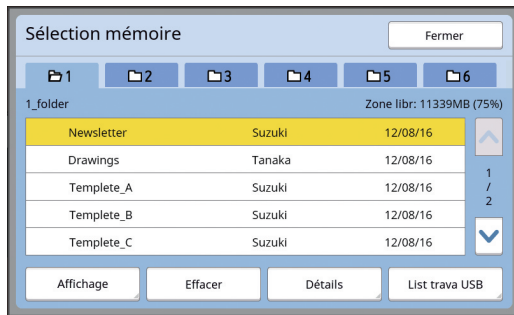 Sélection mémoire Fermer
1 2 3 4 5 6
1_folder Zone libr: 11339MB (75%)
Newsletter Suzuki 12/08/16
Drawings Tanaka 12/08/16
Templete_A Suzuki 12/08/16
Templete_B Suzuki 12/08/16
Templete_C Suzuki 12/08/16
1
/
2
Affichage Effacer Détails List trava USB